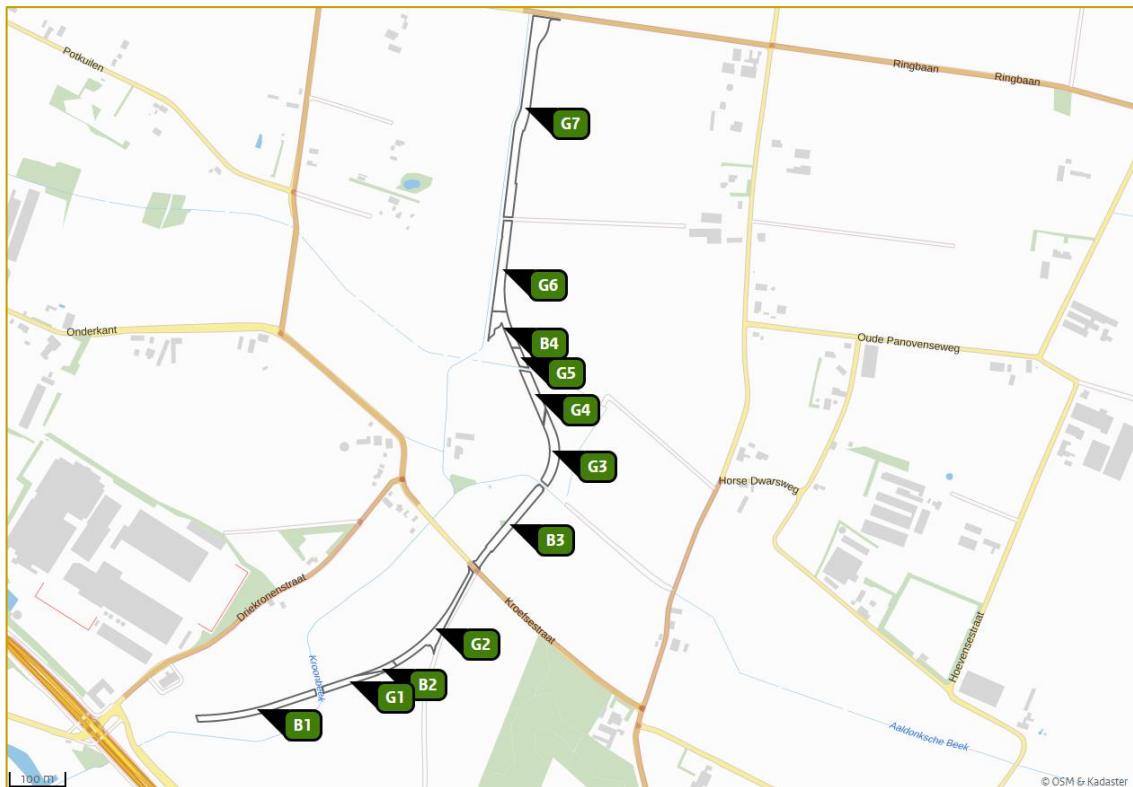 Potkuilen
Ringbaan
Ringbaan
G7
G6
Onderkant
B4
Oude Panovenseweg
G5
G4
G3
Horse Dwarsweg
B3
Driekronenstraat
Kroefsestraat
G2
Hoevensestraat
Kroonbeek
B2
G1
B1
Aaldonksche Beek
100 m
© OSM & Kadaster